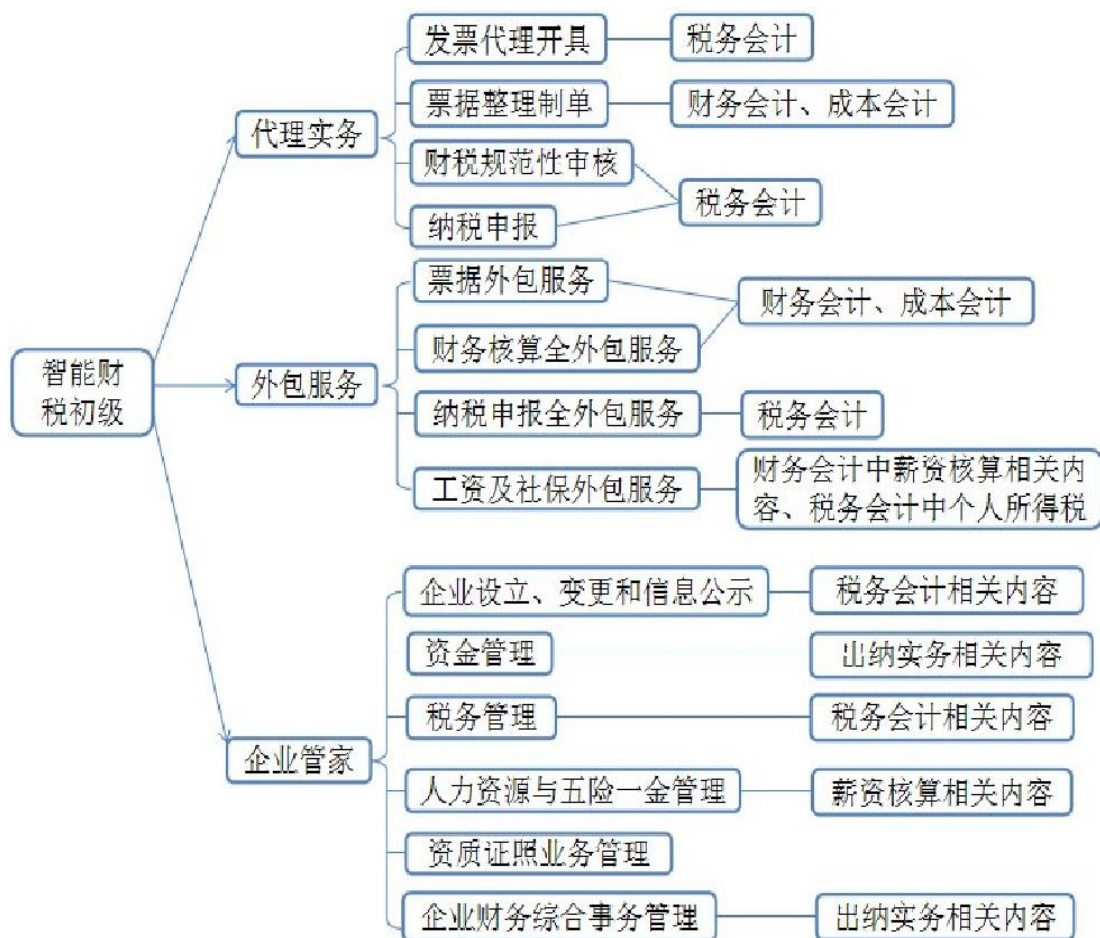 发票代理开具
税务会计
票据整理制单
财务会计、成本会计
代理实务
财税规范性审核
税务会计
纳税申报
票据外包服务
财务会计、成本会计
财务核算全外包服务
智能财
税初级
外包服务
纳税申报全外包服务
税务会计
工资及社保外包服务
财务会计中薪资核算相关内
容、税务会计中个人所得税
企业设立、变更和信息公示
税务会计相关内容
资金管理
出纳实务相关内容
税务管理
税务会计相关内容
企业管家
人力资源与五险一金管理
薪资核算相关内容
资质证照业务管理
企业财务综合事务管理
出纳实务相关内容